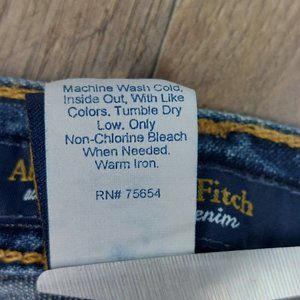 Machine Wash Cold,
Inside Out, With Like
Colors, Tumble Dry
Low, Only
Non-Chlorine Bleach
When Needed.
Warm Iron.
RN# 75654
Fitch